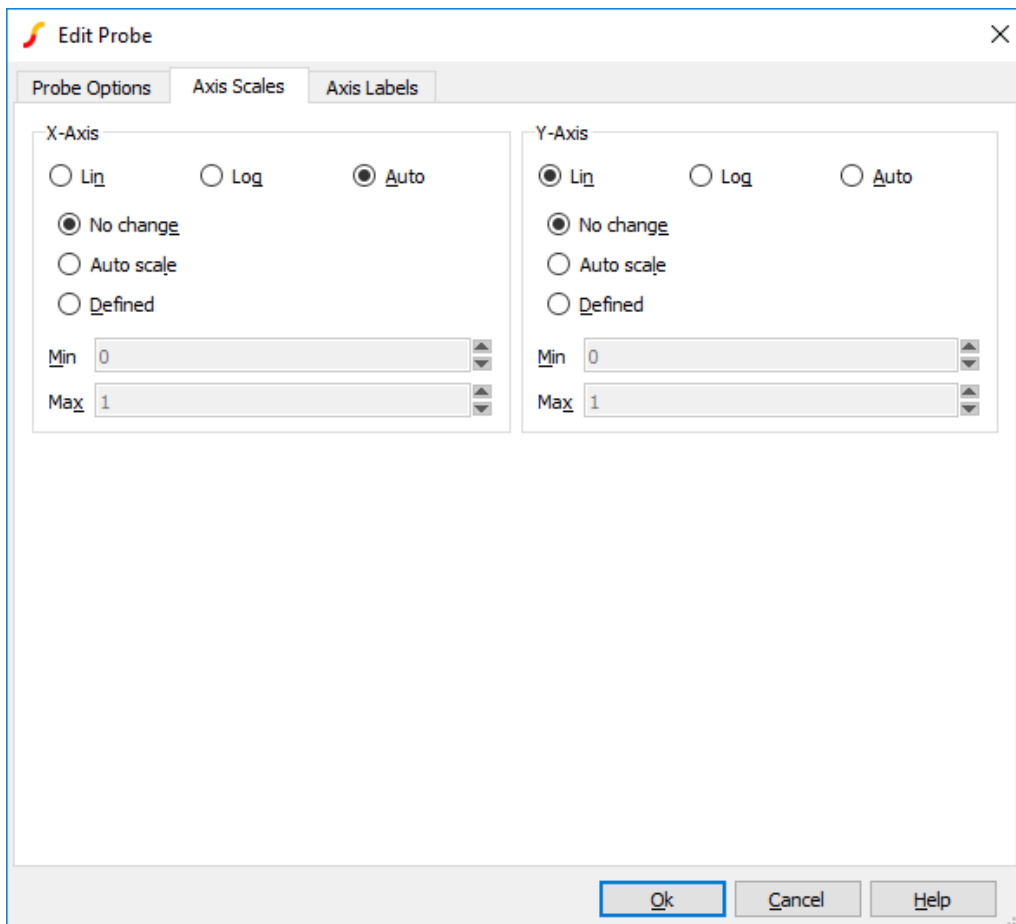 Edit Probe
Probe Options Axis Scales Axis Labels
X-Axis
Lin Log Auto
No change
Auto scale
Defined
Min 0
Max 1
Y-Axis
Lin Log Auto
No change
Auto scale
Defined
Min 0
Max 1
Ok Cancel Help